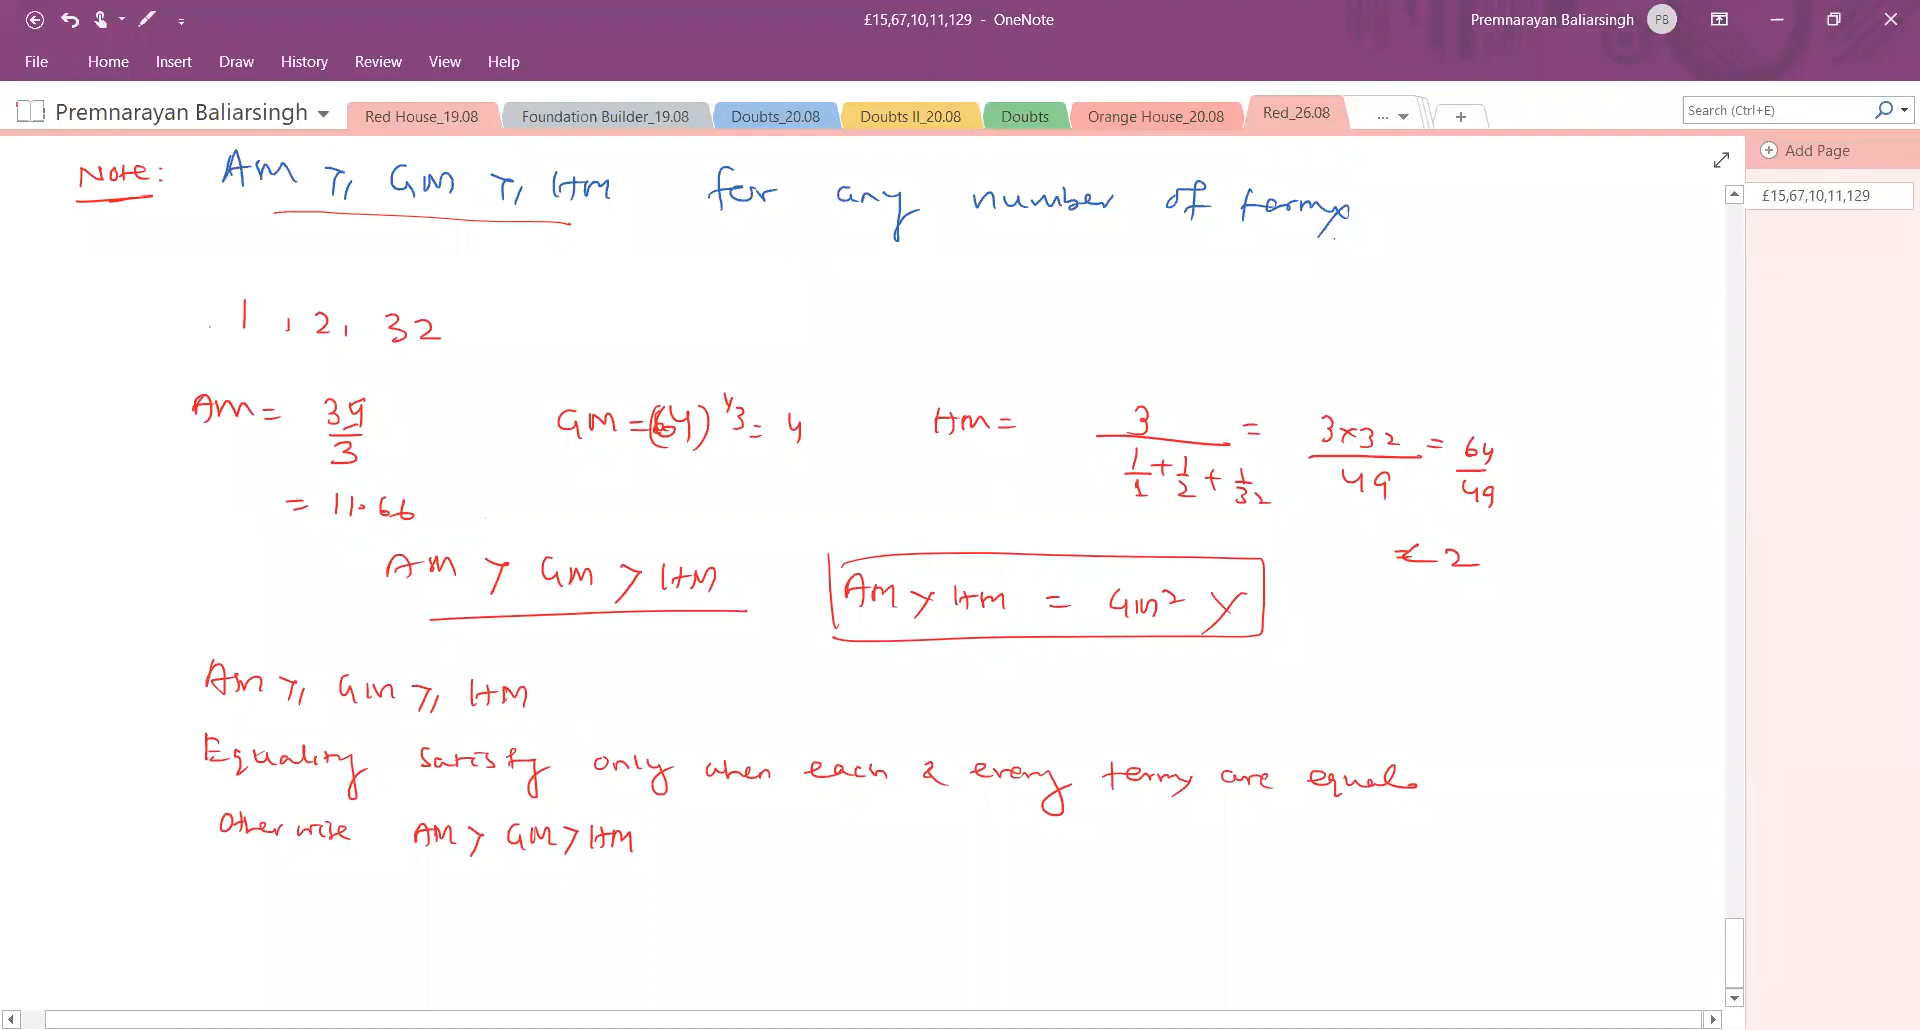 £15,67,10,11,129 - OneNote
Premnarayan Baliarsingh PB
File Home Insert Draw History Review View Help
Premnarayan Baliarsingh
Red House_19.08 Foundation Builder_19.08 Doubts_20.08 Doubts II_20.08 Doubts Orange House_20.08 Red_26.08 ... +
Search (Ctrl+E)
Add Page
£15,67,10,11,129
Note: AM ≥ GM ≥ HM for any number of terms
1, 2, 32
AM = 35/3 GM = (64)^1/3 = 4 HM = 3/(1/1 + 1/2 + 1/32) = 3×32/49 = 64/49
= 11.66
< 2
AM > GM > HM
AM × HM = GM² ×
AM ≥ GM ≥ HM
Equality satisfy only when each & every terms are equal.
Otherwise AM > GM > HM